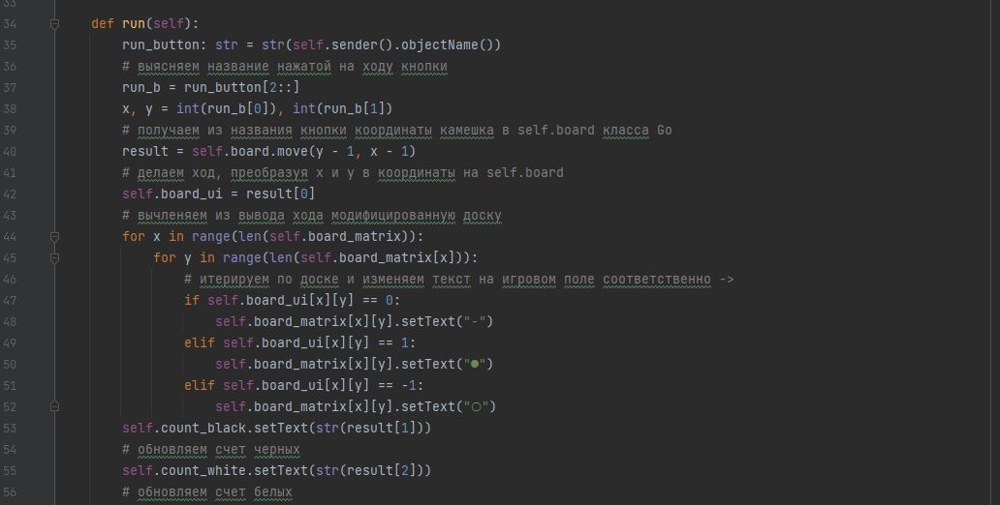 33
34 def run(self):
35 run_button: str = str(self.sender().objectName())
36 # выясняем название нажатой на ходу кнопки
37 run_b = run_button[2::]
38 x, y = int(run_b[0]), int(run_b[1])
39 # получаем из названия кнопки координаты камешка в self.board класса Go
40 result = self.board.move(y - 1, x - 1)
41 # делаем ход, преобразуя x и y в координаты на self.board
42 self.board_ui = result[0]
43 # вычленяем из вывода хода модифицированную доску
44 for x in range(len(self.board_matrix)):
45 for y in range(len(self.board_matrix[x])):
46 # итерируем по доске и изменяем текст на игровом поле соответственно ->
47 if self.board_ui[x][y] == 0:
48 self.board_matrix[x][y].setText("-")
49 elif self.board_ui[x][y] == 1:
50 self.board_matrix[x][y].setText("●")
51 elif self.board_ui[x][y] == -1:
52 self.board_matrix[x][y].setText("○")
53 self.count_black.setText(str(result[1]))
54 # обновляем счет черных
55 self.count_white.setText(str(result[2]))
56 # обновляем счет белых